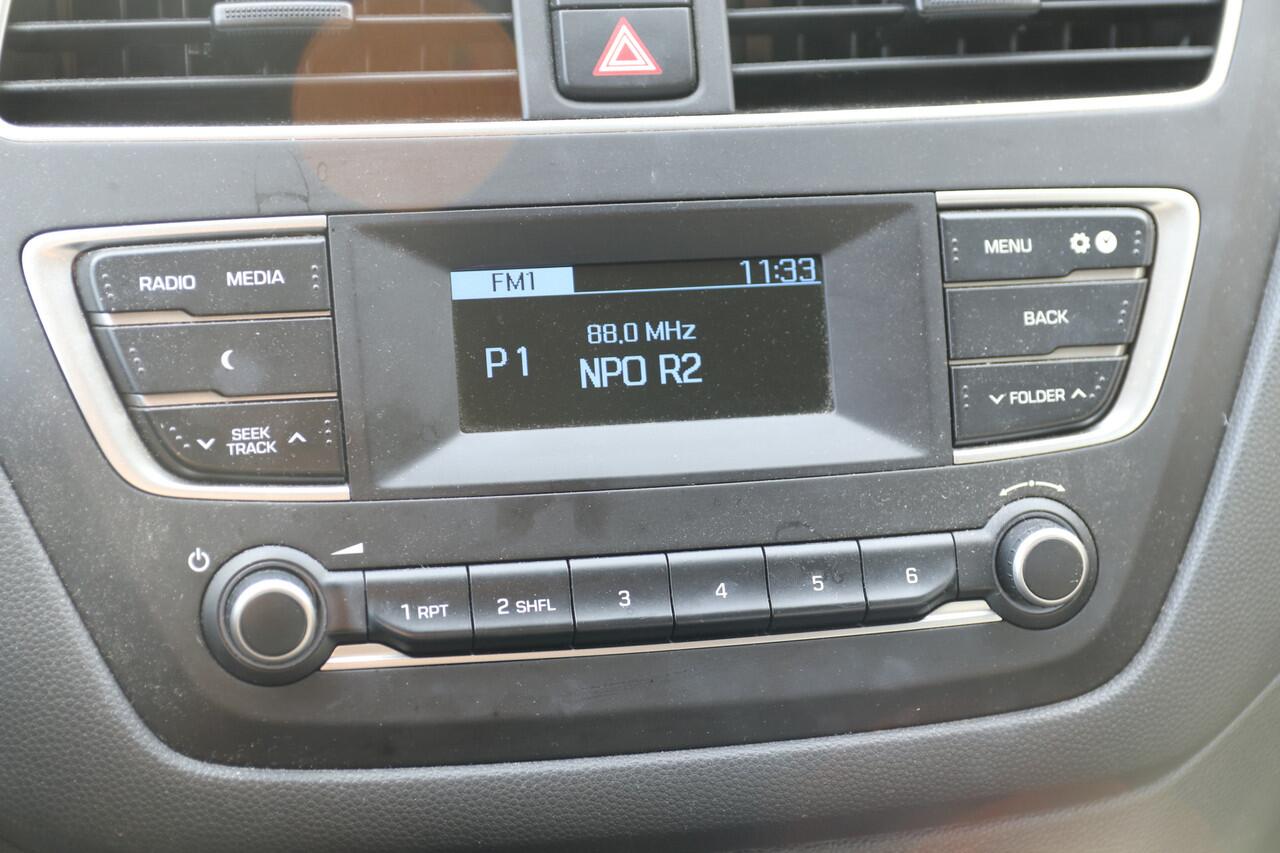 RADIO MEDIA
SEEK
TRACK
FM1 11:33
88.0 MHz
P1
NPO R2
MENU
BACK
FOLDER
1 RPT
2 SHFL
3
4
5
6